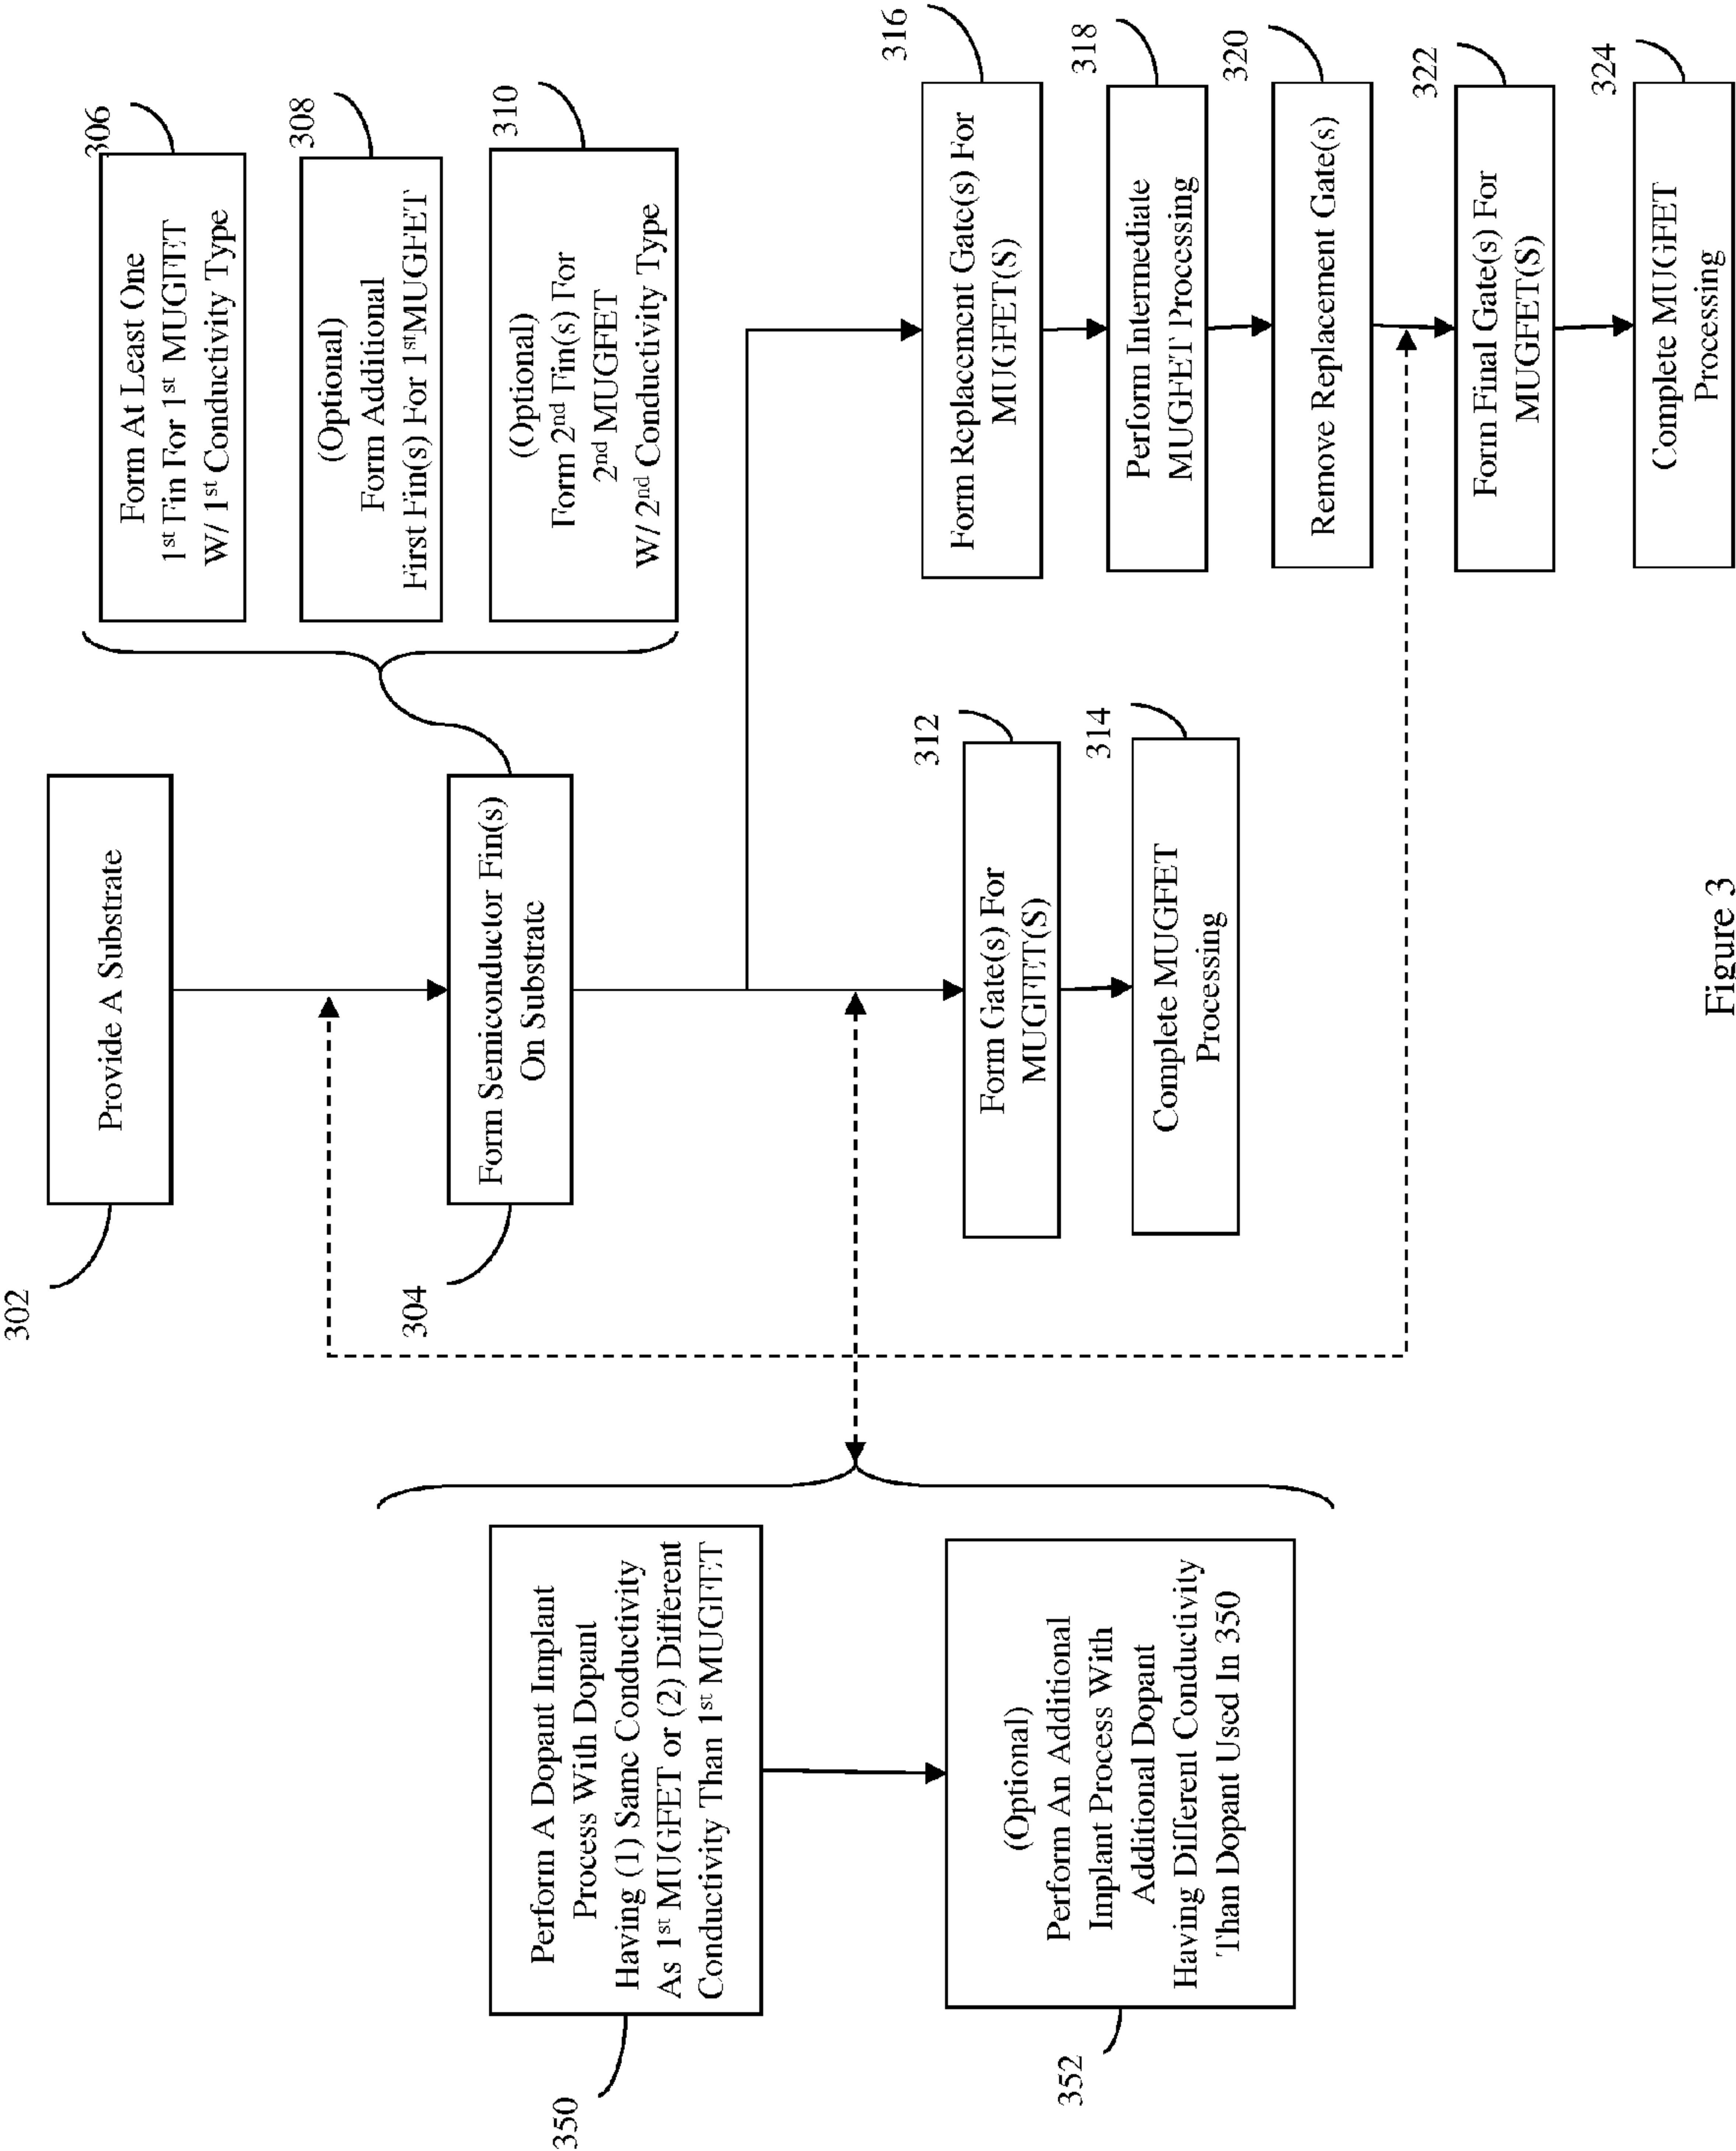 302
Provide A Substrate
304
Form Semiconductor Fin(s)
On Substrate
306
Form At Least One
1st Fin For 1st MUGFET
W/ 1st Conductivity Type
308
(Optional)
Form Additional
First Fin(s) For 1stMUGFET
310
(Optional)
Form 2nd Fin(s) For
2nd MUGFET
W/ 2nd Conductivity Type
350
Perform A Dopant Implant
Process With Dopant
Having (1) Same Conductivity
As 1st MUGFET or (2) Different
Conductivity Than 1st MUGFET
352
(Optional)
Perform An Additional
Implant Process With
Additional Dopant
Having Different Conductivity
Than Dopant Used In 350
312
Form Gate(s) For
MUGFET(S)
314
Complete MUGFET
Processing
316
Form Replacement Gate(s) For
MUGFET(S)
318
Perform Intermediate
MUGFET Processing
320
Remove Replacement Gate(s)
322
Form Final Gate(s) For
MUGFET(S)
324
Complete MUGFET
Processing
Figure 3